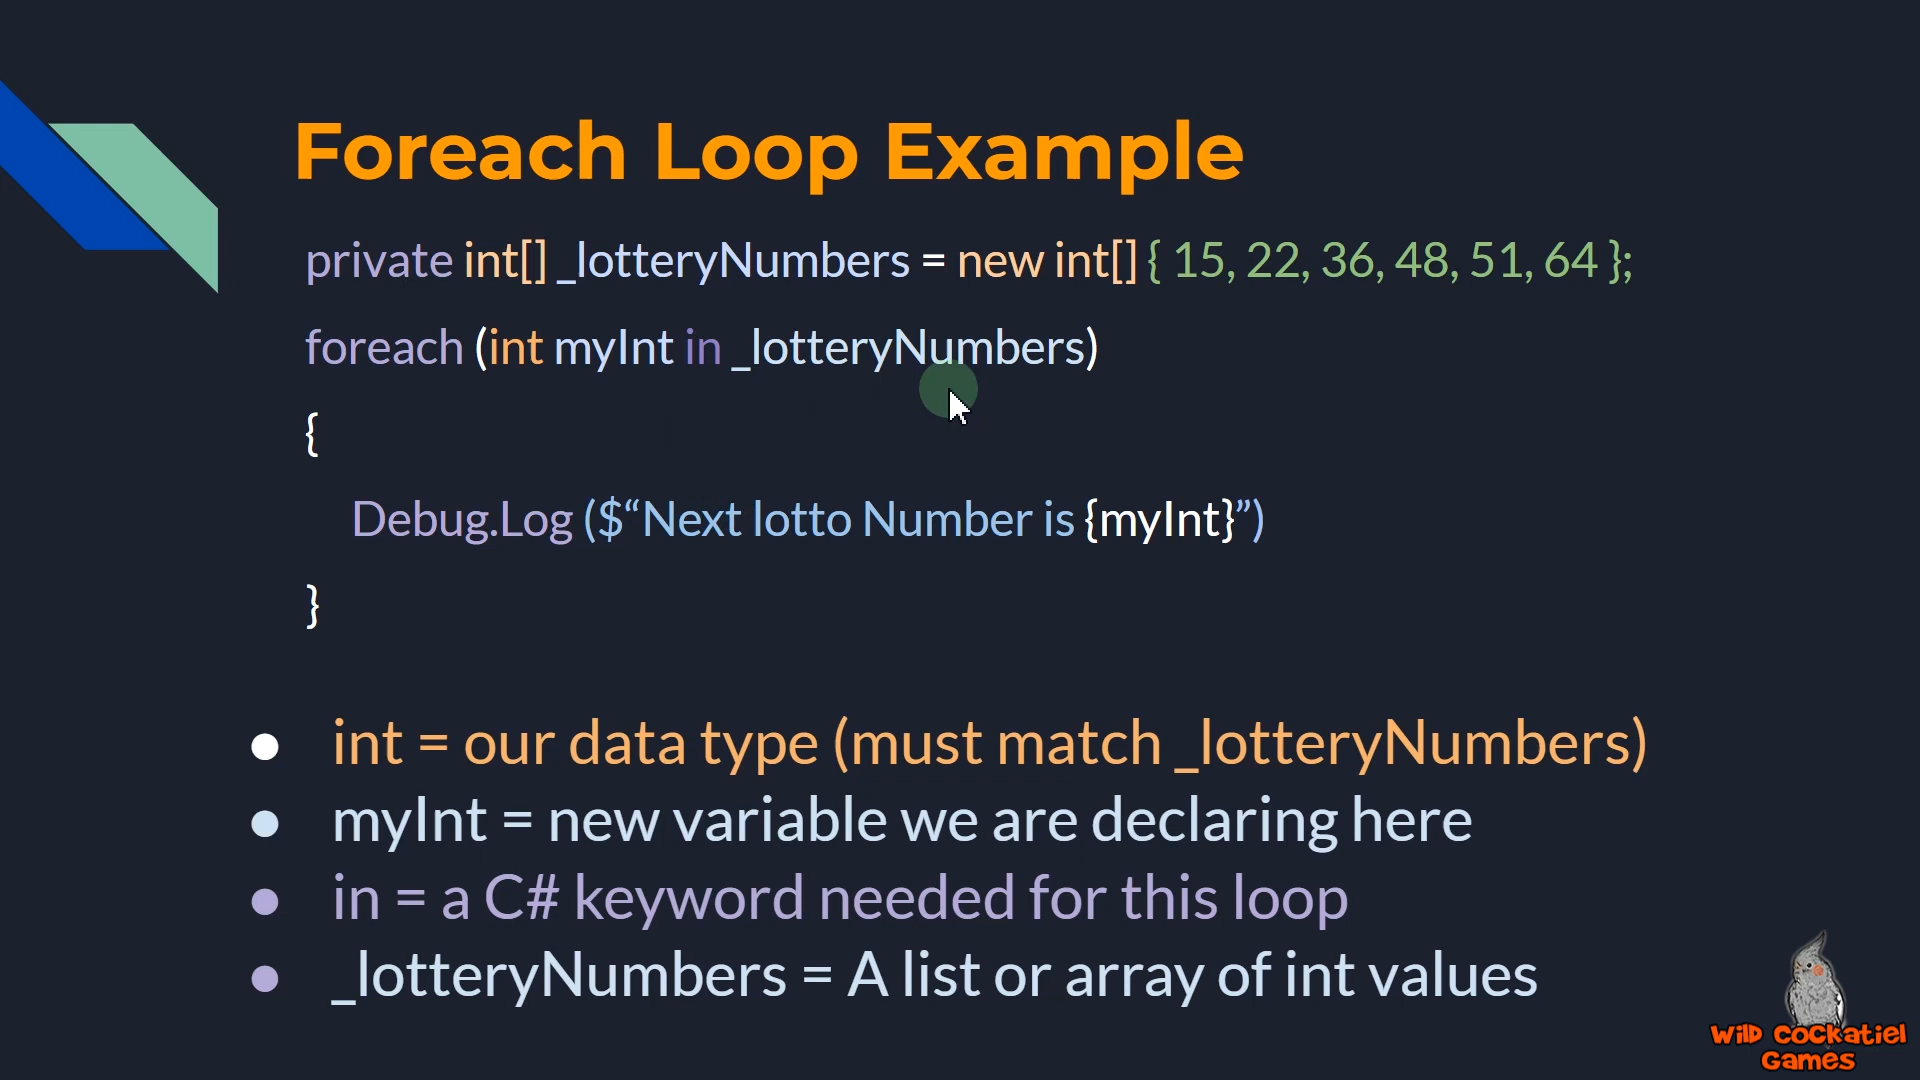 Foreach Loop Example
private int[] _lotteryNumbers = new int[] { 15, 22, 36, 48, 51, 64 };
foreach (int myInt in _lotteryNumbers)
{
Debug.Log ($“Next lotto Number is {myInt}”)
}
● int = our data type (must match _lotteryNumbers)
● myInt = new variable we are declaring here
● in = a C# keyword needed for this loop
● _lotteryNumbers = A list or array of int values
Wild Cockatiel
Games